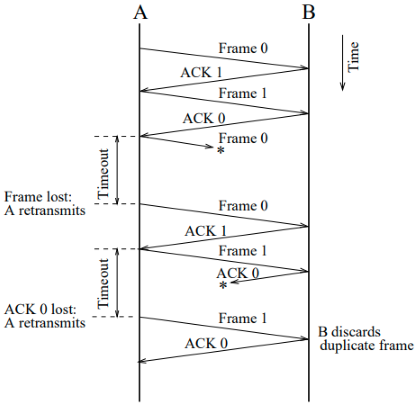 A
B
Frame 0
Time
ACK 1
Frame 1
ACK 0
Frame 0
*
Timeout
Frame lost:
A retransmits
Frame 0
ACK 1
Frame 1
ACK 0
*
Timeout
ACK 0 lost:
A retransmits
Frame 1
B discards
duplicate frame
ACK 0